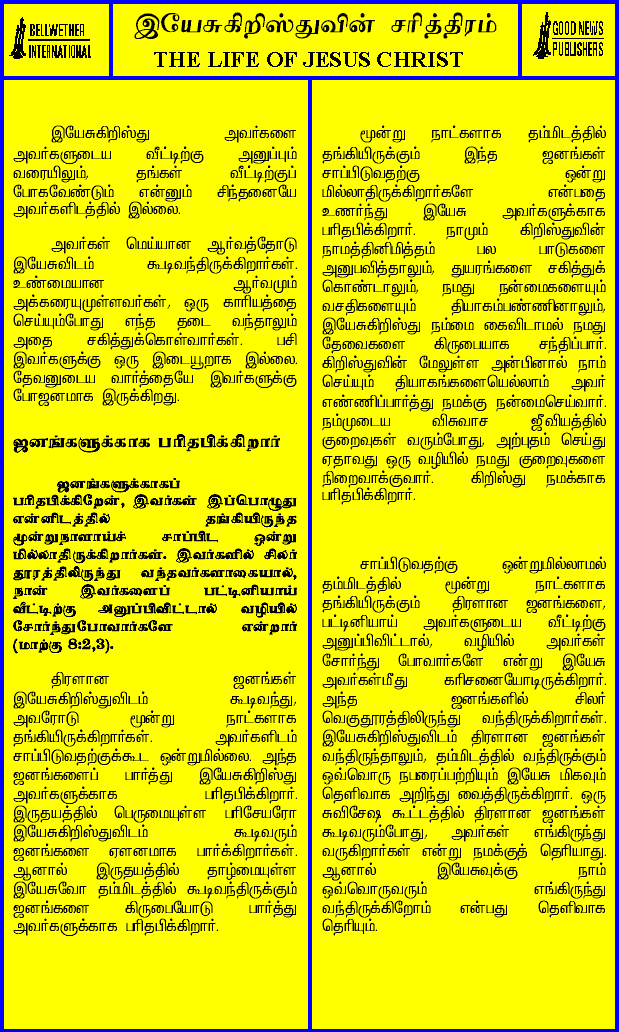 BELLWETHER
INTERNATIONAL
இயேசுகிறிஸ்துவின் சரித்திரம்
THE LIFE OF JESUS CHRIST
GOOD NEWS
PUBLISHERS
இயேசுகிறிஸ்து அவர்களை
அவர்களுடைய வீட்டிற்கு அனுப்பும்
வரையிலும், தங்கள் வீட்டிற்குப்
போகவேண்டும் என்னும் சிந்தனையே
அவர்களிடத்தில் இல்லை.
அவர்கள் மெய்யான ஆர்வத்தோடு
இயேசுவிடம் கூடிவந்திருக்கிறார்கள்.
உண்மையான ஆர்வமும்
அக்கரையுமுள்ளவர்கள், ஒரு காரியத்தை
செய்யும்போது எந்த தடை வந்தாலும்
அதை சகித்துக்கொள்வார்கள். பசி
இவர்களுக்கு ஒரு இடையூறாக இல்லை.
தேவனுடைய வார்த்தையே இவர்களுக்கு
போஜனமாக இருக்கிறது.
ஜனங்களுக்காக பரிதபிக்கிறார்
ஜனங்களுக்காகப்
பரிதபிக்கிறேன், இவர்கள் இப்பொழுது
என்னிடத்தில் தங்கியிருந்த
மூன்றுநாளாய்ச் சாப்பிட ஒன்று
மில்லாதிருக்கிறார்கள். இவர்களில் சிலர்
தூரத்திலிருந்து வந்தவர்களாகையால்,
நான் இவர்களைப் பட்டினியாய்
வீட்டிற்கு அனுப்பிவிட்டால் வழியில்
சோர்ந்துபோவார்களே என்றார்
(மாற்கு 8:2,3).
திரளான ஜனங்கள்
இயேசுகிறிஸ்துவிடம் கூடிவந்து,
அவரோடு மூன்று நாட்களாக
தங்கியிருக்கிறார்கள். அவர்களிடம்
சாப்பிடுவதற்குக்கூட ஒன்றுமில்லை. அந்த
ஜனங்களைப் பார்த்து இயேசுகிறிஸ்து
அவர்களுக்காக பரிதபிக்கிறார்.
இருதயத்தில் பெருமையுள்ள பரிசேயரோ
இயேசுகிறிஸ்துவிடம் கூடிவரும்
ஜனங்களை ஏளனமாக பார்க்கிறார்கள்.
ஆனால் இருதயத்தில் தாழ்மையுள்ள
இயேசுவோ தம்மிடத்தில் கூடிவந்திருக்கும்
ஜனங்களை கிருபையோடு பார்த்து
அவர்களுக்காக பரிதபிக்கிறார்.
மூன்று நாட்களாக தம்மிடத்தில்
தங்கியிருக்கும் இந்த ஜனங்கள்
சாப்பிடுவதற்கு ஒன்று
மில்லாதிருக்கிறார்களே என்பதை
உணர்ந்து இயேசு அவர்களுக்காக
பரிதபிக்கிறார். நாமும் கிறிஸ்துவின்
நாமத்தினிமித்தம் பல பாடுகளை
அனுபவித்தாலும், துயரங்களை சகித்துக்
கொண்டாலும், நமது நன்மைகளையும்
வசதிகளையும் தியாகம்பண்ணினாலும்,
இயேசுகிறிஸ்து நம்மை கைவிடாமல் நமது
தேவைகளை கிருபையாக சந்திப்பார்.
கிறிஸ்துவின் மேலுள்ள அன்பினால் நாம்
செய்யும் தியாகங்களையெல்லாம் அவர்
எண்ணிப்பார்த்து நமக்கு நன்மைசெய்வார்.
நம்முடைய விசுவாச ஜீவியத்தில்
குறைவுகள் வரும்போது, அற்புதம் செய்து
ஏதாவது ஒரு வழியில் நமது குறைவுகளை
நிறைவாக்குவார். கிறிஸ்து நமக்காக
பரிதபிக்கிறார்.
சாப்பிடுவதற்கு ஒன்றுமில்லாமல்
தம்மிடத்தில் மூன்று நாட்களாக
தங்கியிருக்கும் திரளான ஜனங்களை,
பட்டினியாய் அவர்களுடைய வீட்டிற்கு
அனுப்பிவிட்டால், வழியில் அவர்கள்
சோர்ந்து போவார்களே என்று இயேசு
அவர்கள்மீது கரிசனையோடிருக்கிறார்.
அந்த ஜனங்களில் சிலர்
வெகுதூரத்திலிருந்து வந்திருக்கிறார்கள்.
இயேசுகிறிஸ்துவிடம் திரளான ஜனங்கள்
வந்திருந்தாலும், தம்மிடத்தில் வந்திருக்கும்
ஒவ்வொரு நபரைப்பற்றியும் இயேசு மிகவும்
தெளிவாக அறிந்து வைத்திருக்கிறார். ஒரு
சுவிசேஷ கூட்டத்தில் திரளான ஜனங்கள்
கூடிவரும்போது, அவர்கள் எங்கிருந்து
வருகிறார்கள் என்று நமக்குத் தெரியாது.
ஆனால் இயேசுவுக்கு நாம்
ஒவ்வொருவரும் எங்கிருந்து
வந்திருக்கிறோம் என்பது தெளிவாக
தெரியும்.